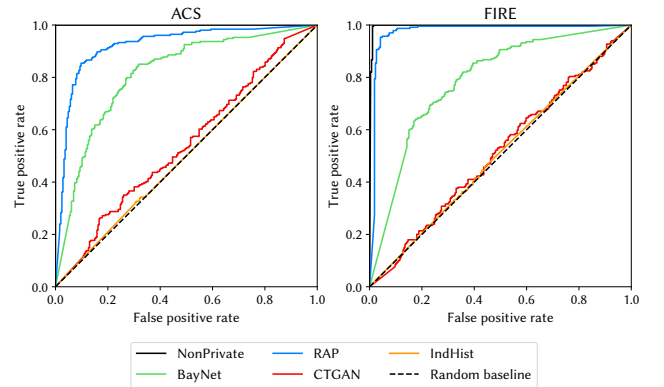 ACS
FIRE
1.0
0.8
0.6
0.4
0.2
0.0
0.0 0.2 0.4 0.6 0.8 1.0
True positive rate
False positive rate
1.0
0.8
0.6
0.4
0.2
0.0
0.0 0.2 0.4 0.6 0.8 1.0
True positive rate
False positive rate
NonPrivate RAP IndHist
BayNet CTGAN Random baseline